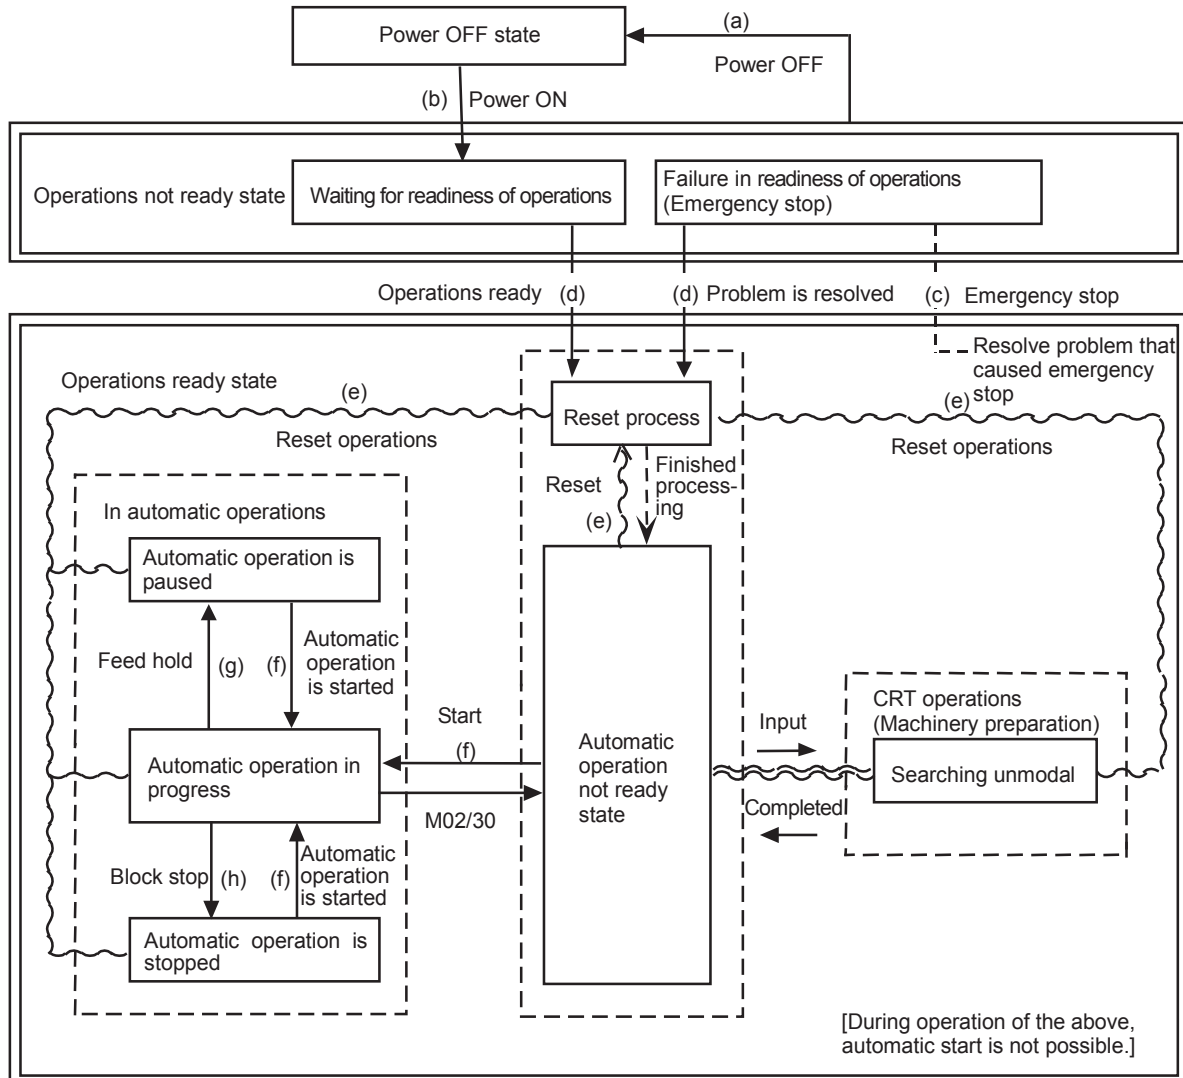 (a)
Power OFF state
Power OFF
(b) Power ON
Operations not ready state
Waiting for readiness of operations
Failure in readiness of operations
(Emergency stop)
Operations ready (d)
(d) Problem is resolved
(c) Emergency stop
Resolve problem that
caused emergency
stop
Operations ready state
(e)
Reset operations
Reset process
(e)
Reset operations
Reset
(e)
Finished
process-
ing
In automatic operations
Automatic operation is
paused
Feed hold (g)
(f) Automatic
operation
is started
Start
(f)
Automatic operation in
progress
M02/30
Automatic
operation
not ready
state
Input
Completed
CRT operations
(Machinery preparation)
Searching unmodal
Block stop (h)
(f) Automatic
operation
is started
Automatic operation is
stopped
[During operation of the above,
automatic start is not possible.]